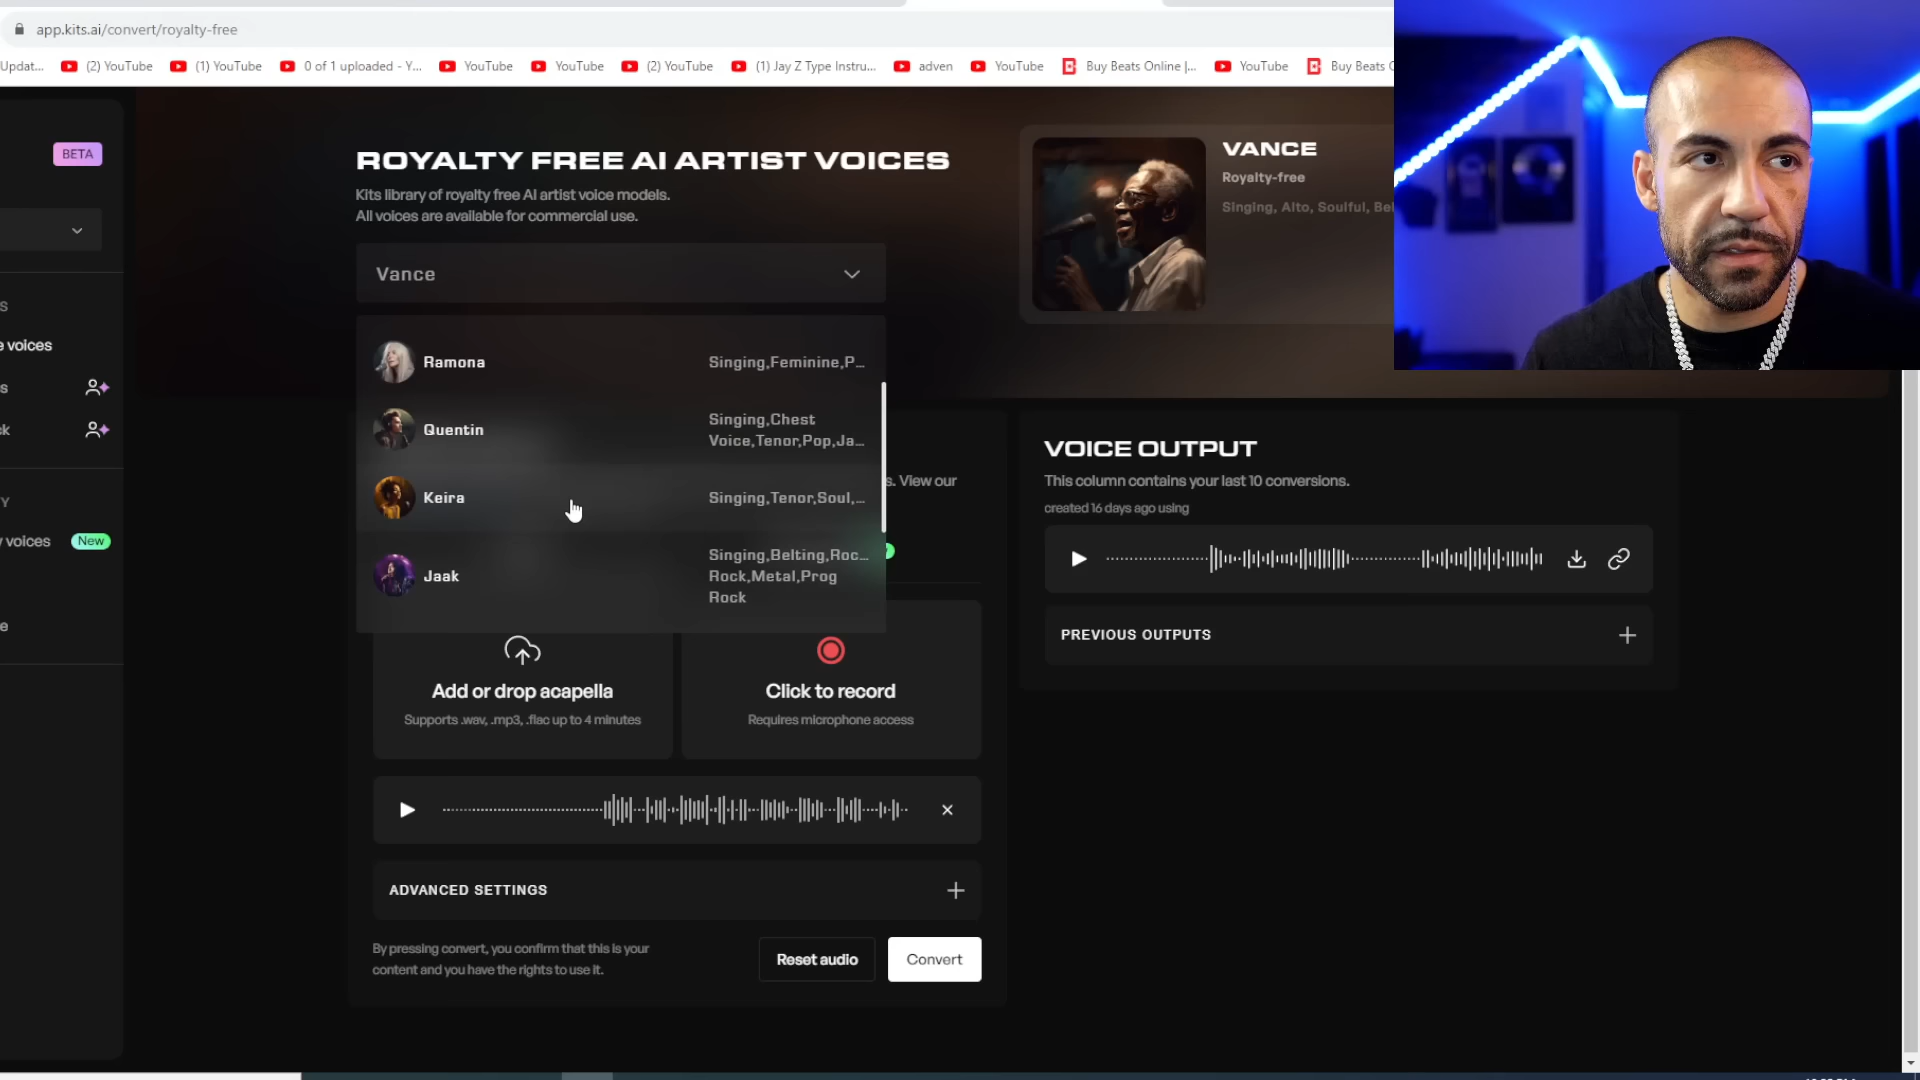 app.kits.ai/convert/royalty-free
Updat...
(2) YouTube
(1) YouTube
0 of 1 uploaded - Y...
YouTube
YouTube
(2) YouTube
(1) Jay Z Type Instru...
adven
YouTube
Buy Beats Online |...
YouTube
Buy Beats C
BETA
ROYALTY FREE AI ARTIST VOICES
Kits library of royalty free AI artist voice models.
All voices are available for commercial use.
Vance
VANCE
Royalty-free
Singing, Alto, Soulful, Bel
S
e voices
s
ck
Y
y voices
New
e
Ramona
Singing,Feminine,P...
Quentin
Singing,Chest
Voice,Tenor,Pop,Ja...
Keira
Singing,Tenor,Soul,...
Jaak
Singing,Belting,Roc...
Rock,Metal,Prog
Rock
s. View our
Add or drop acapella
Supports .wav, .mp3, .flac up to 4 minutes
Click to record
Requires microphone access
ADVANCED SETTINGS
By pressing convert, you confirm that this is your
content and you have the rights to use it.
Reset audio
Convert
VOICE OUTPUT
This column contains your last 10 conversions.
created 16 days ago using
PREVIOUS OUTPUTS